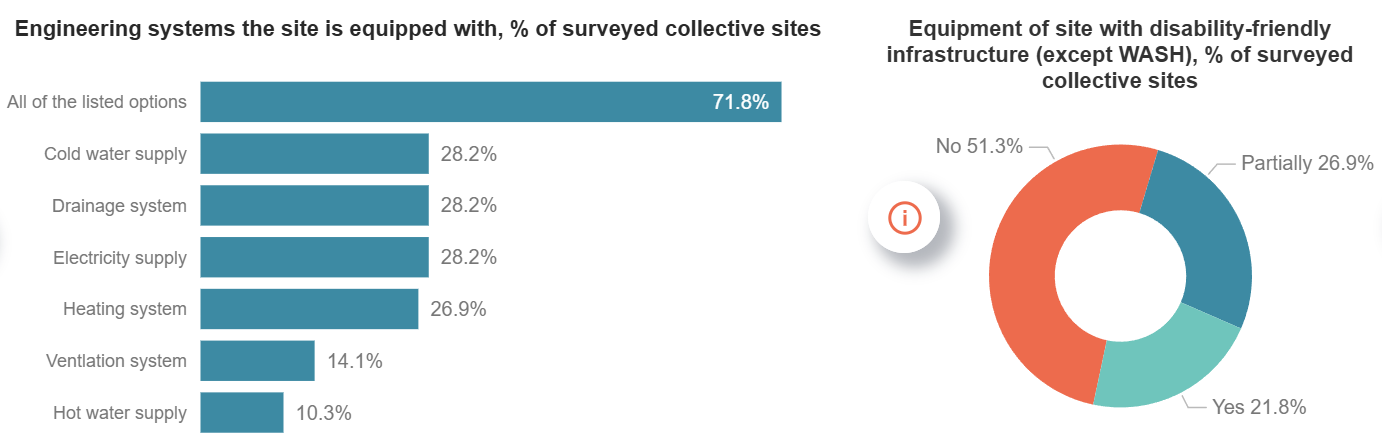 Engineering systems the site is equipped with, % of surveyed collective sites
All of the listed options
71.8%
Cold water supply
28.2%
Drainage system
28.2%
Electricity supply
28.2%
Heating system
26.9%
Ventlation system
14.1%
Hot water supply
10.3%
Equipment of site with disability-friendly
infrastructure (except WASH), % of surveyed
collective sites
No 51.3%
Partially 26.9%
Yes 21.8%